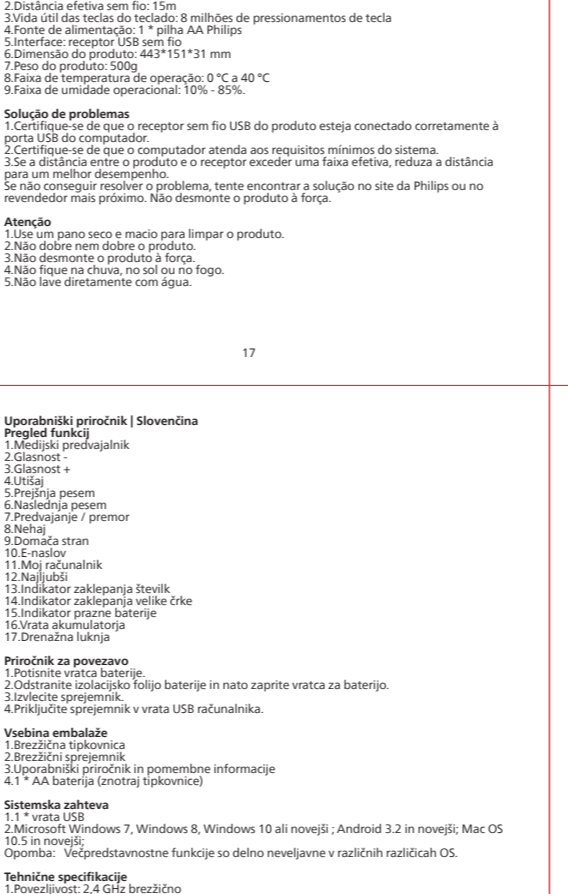 2.Distância efetiva sem fio: 15m
3.Vida útil das teclas do teclado: 8 milhões de pressionamentos de tecla
4.Fonte de alimentação: 1 * pilha AA Philips
5.Interface: receptor USB sem fio
6.Dimensão do produto: 443*151*31 mm
7.Peso do produto: 500g
8.Faixa de temperatura de operação: 0 °C a 40 °C
9.Faixa de umidade operacional: 10% - 85%.
Solução de problemas
1.Certifique-se de que o receptor sem fio USB do produto esteja conectado corretamente à
porta USB do computador.
2.Certifique-se de que o computador atenda aos requisitos mínimos do sistema.
3.Se a distância entre o produto e o receptor exceder uma faixa efetiva, reduza a distância
para um melhor desempenho.
Se não conseguir resolver o problema, tente encontrar a solução no site da Philips ou no
revendedor mais próximo. Não desmonte o produto à força.
Atenção
1.Use um pano seco e macio para limpar o produto.
2.Não dobre nem dobre o produto.
3.Não desmonte o produto à força.
4.Não fique na chuva, no sol ou no fogo.
5.Não lave diretamente com água.
17
Uporabniški priročnik | Slovenčina
Pregled funkcij
1.Medijski predvajalnik
2.Glasnost -
3.Glasnost +
4.Utišaj
5.Prejšnja pesem
6.Naslednja pesem
7.Predvajanje / premor
8.Nehaj
9.Domača stran
10.E-naslov
11.Moj računalnik
12.Najljubši
13.Indikator zaklepanja številk
14.Indikator zaklepanja velike črke
15.Indikator prazne baterije
16.Vrata akumulatorja
17.Drenažna luknja
Priročnik za povezavo
1.Potisnite vratca baterije.
2.Odstranite izolacijsko folijo baterije in nato zaprite vratca za baterijo.
3.Izvlecite sprejemnik.
4.Priključite sprejemnik v vrata USB računalnika.
Vsebina embalaže
1.Brezžična tipkovnica
2.Brezžični sprejemnik
3.Uporabniški priročnik in pomembne informacije
4.1 * AA baterija (znotraj tipkovnice)
Sistemska zahteva
1.1 * vrata USB
2.Microsoft Windows 7, Windows 8, Windows 10 ali novejši ; Android 3.2 in novejši; Mac OS
10.5 in novejši;
Opomba: Večpredstavnostne funkcije so delno neveljavne v različnih različicah OS.
Tehnične specifikacije
1.Povezljivost: 2,4 GHz brezžično